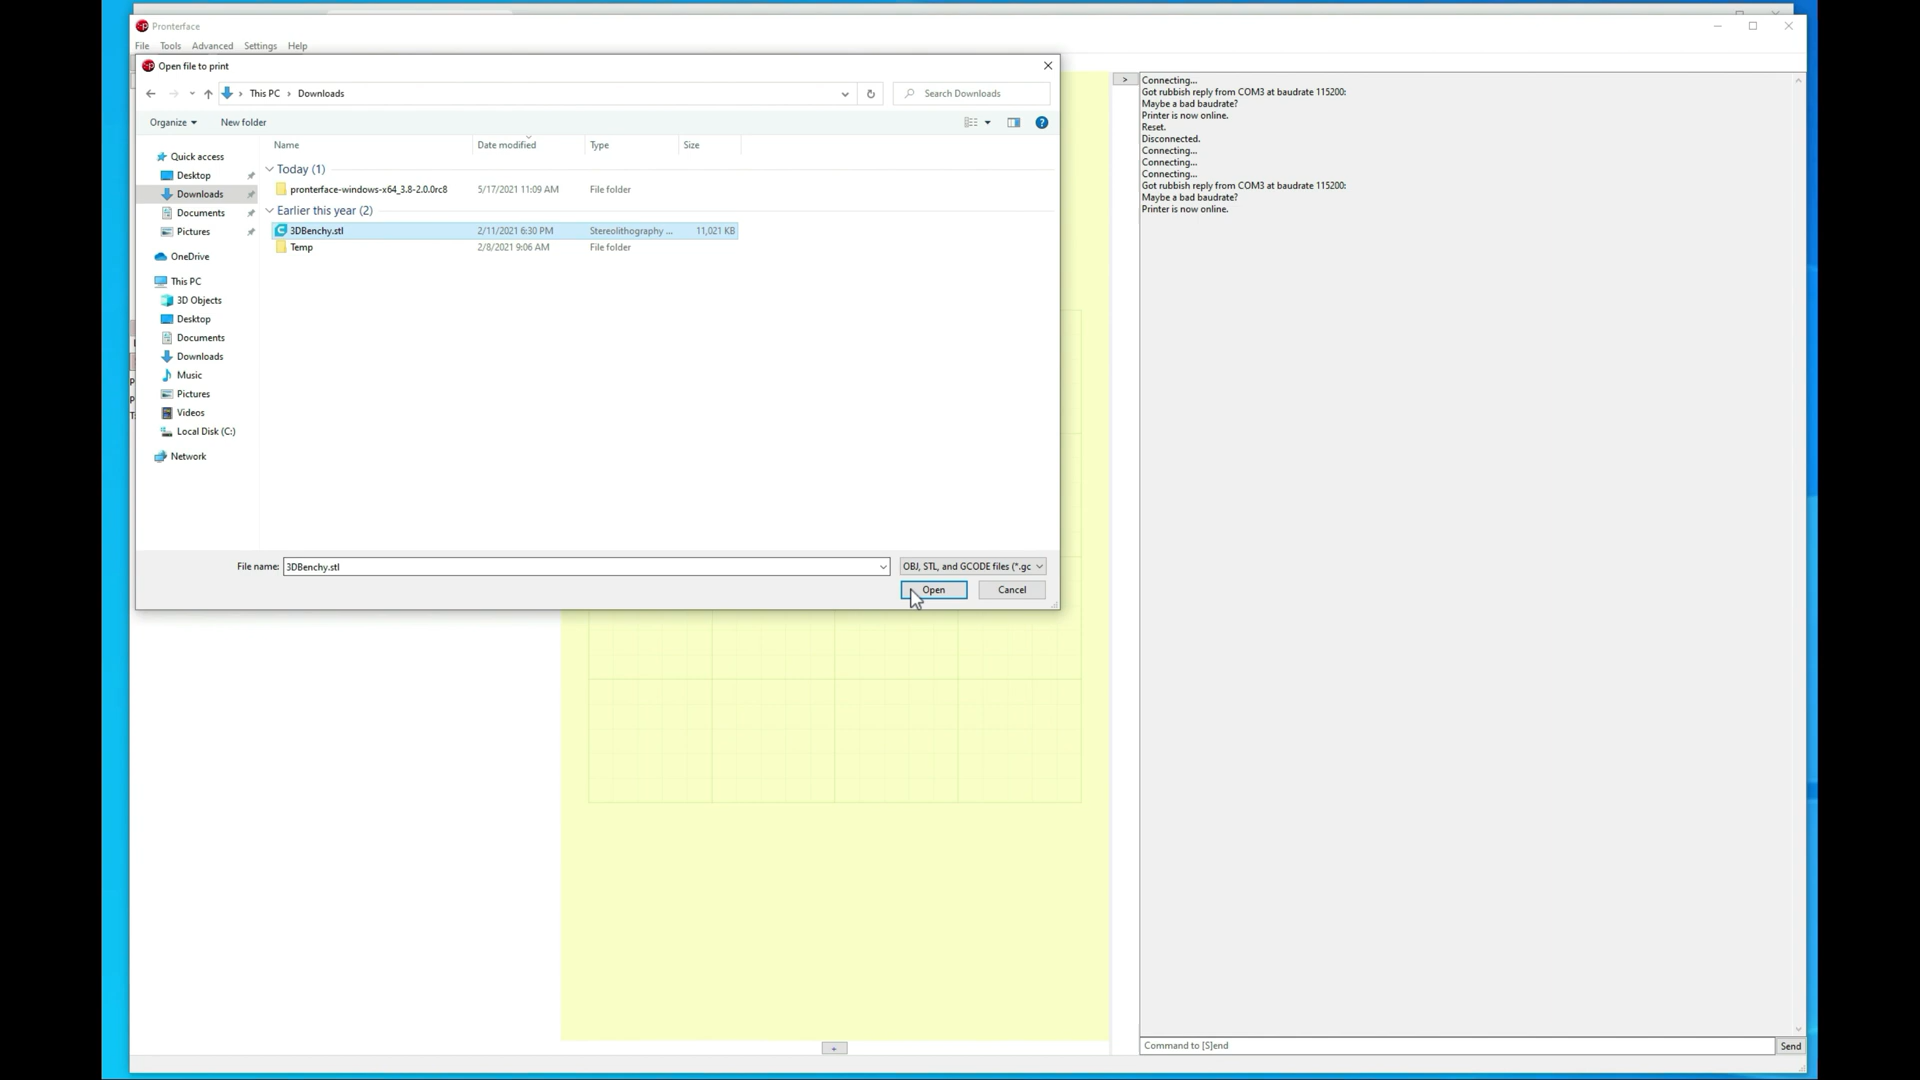 Pronterface
File Tools Advanced Settings Help
Open file to print
This PC > Downloads
Search Downloads
Organize
New folder
Name Date modified Type Size
Today (1)
pronterface-windows-x64_3.8-2.0.0rc8 5/17/2021 11:09 AM File folder
Earlier this year (2)
3DBenchy.stl 2/11/2021 6:30 PM Stereolithography ... 11,021 KB
Temp 2/8/2021 9:06 AM File folder
Quick access
Desktop
Downloads
Documents
Pictures
OneDrive
This PC
3D Objects
Desktop
Documents
Downloads
Music
Pictures
Videos
Local Disk (C:)
Network
File name: 3DBenchy.stl
OBJ, STL, and GCODE files (*.gc
Open Cancel
>
Connecting...
Got rubbish reply from COM3 at baudrate 115200:
Maybe a bad baudrate?
Printer is now online.
Reset.
Disconnected.
Connecting...
Connecting...
Connecting...
Got rubbish reply from COM3 at baudrate 115200:
Maybe a bad baudrate?
Printer is now online.
+
Command to [S]end
Send